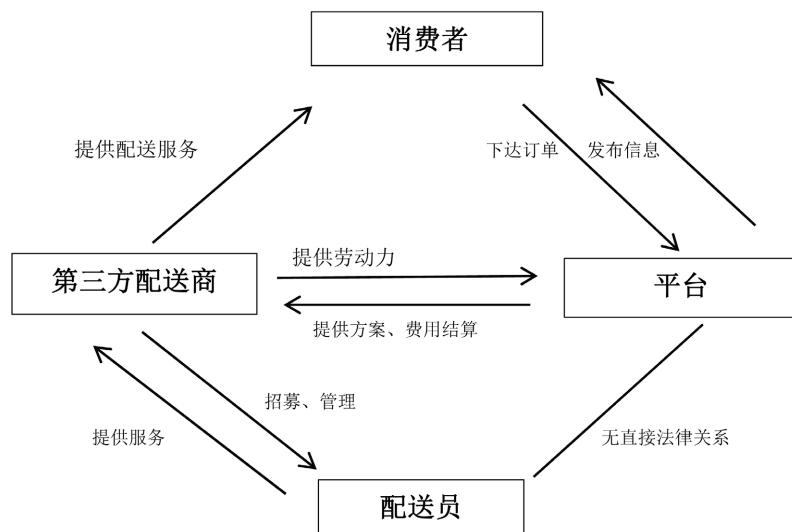 消费者
提供配送服务
下达订单
发布信息
提供劳动力
第三方配送商
平台
提供方案、费用结算
招募、管理
提供服务
无直接法律关系
配送员